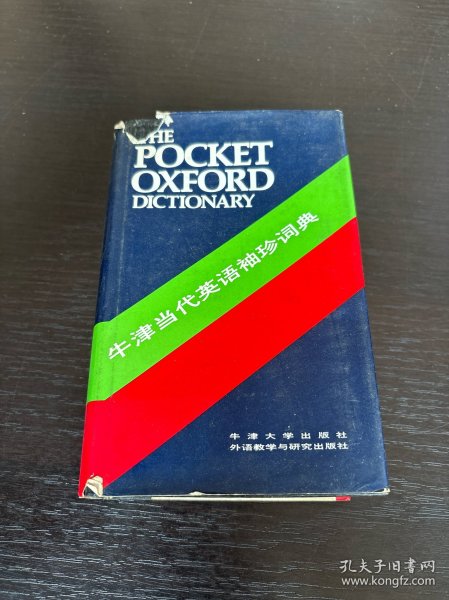 THE
POCKET
OXFORD
DICTIONARY
牛津当代英语袖珍词典
牛津大学出版社
外语教学与研究出版社
孔夫子旧书网
www.kongfz.com